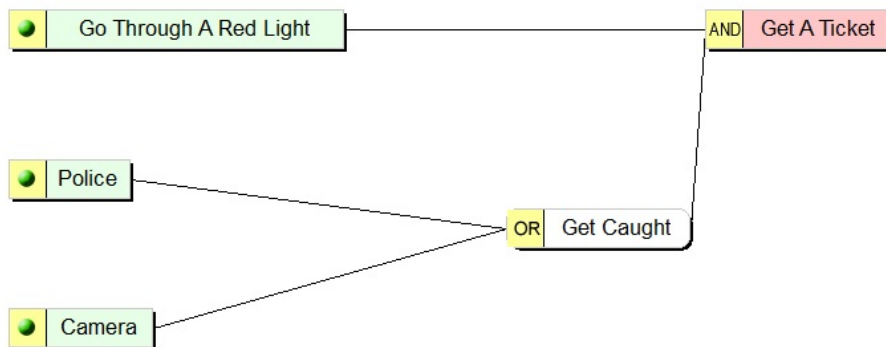 Go Through A Red Light
AND Get A Ticket
Police
OR Get Caught
Camera